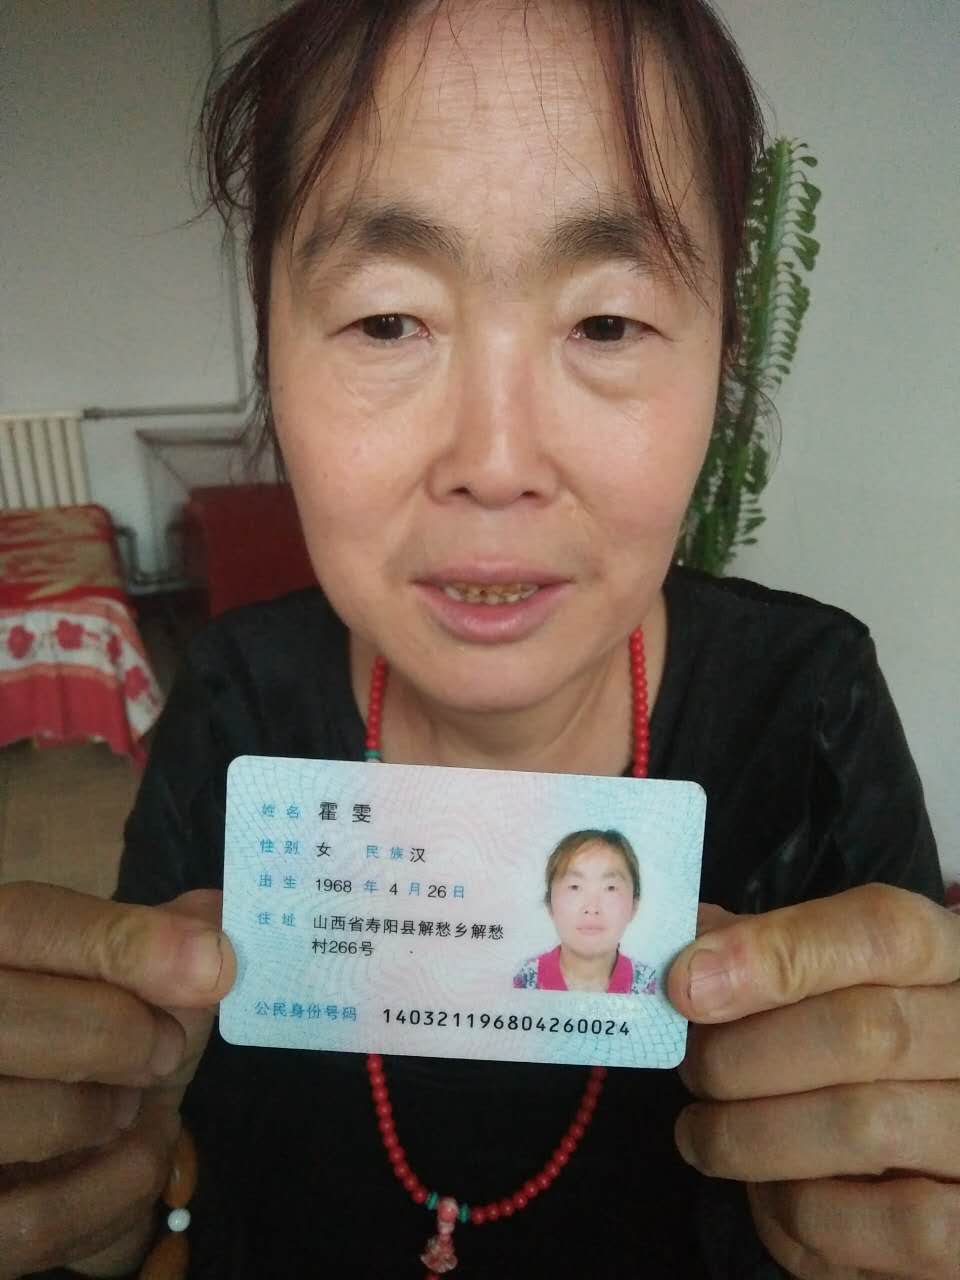 姓名 霍雯
性别 女 民族 汉
出生 1968 年 4 月 26 日
住址 山西省寿阳县解愁乡解愁
村266号
公民身份号码 140321196804260024